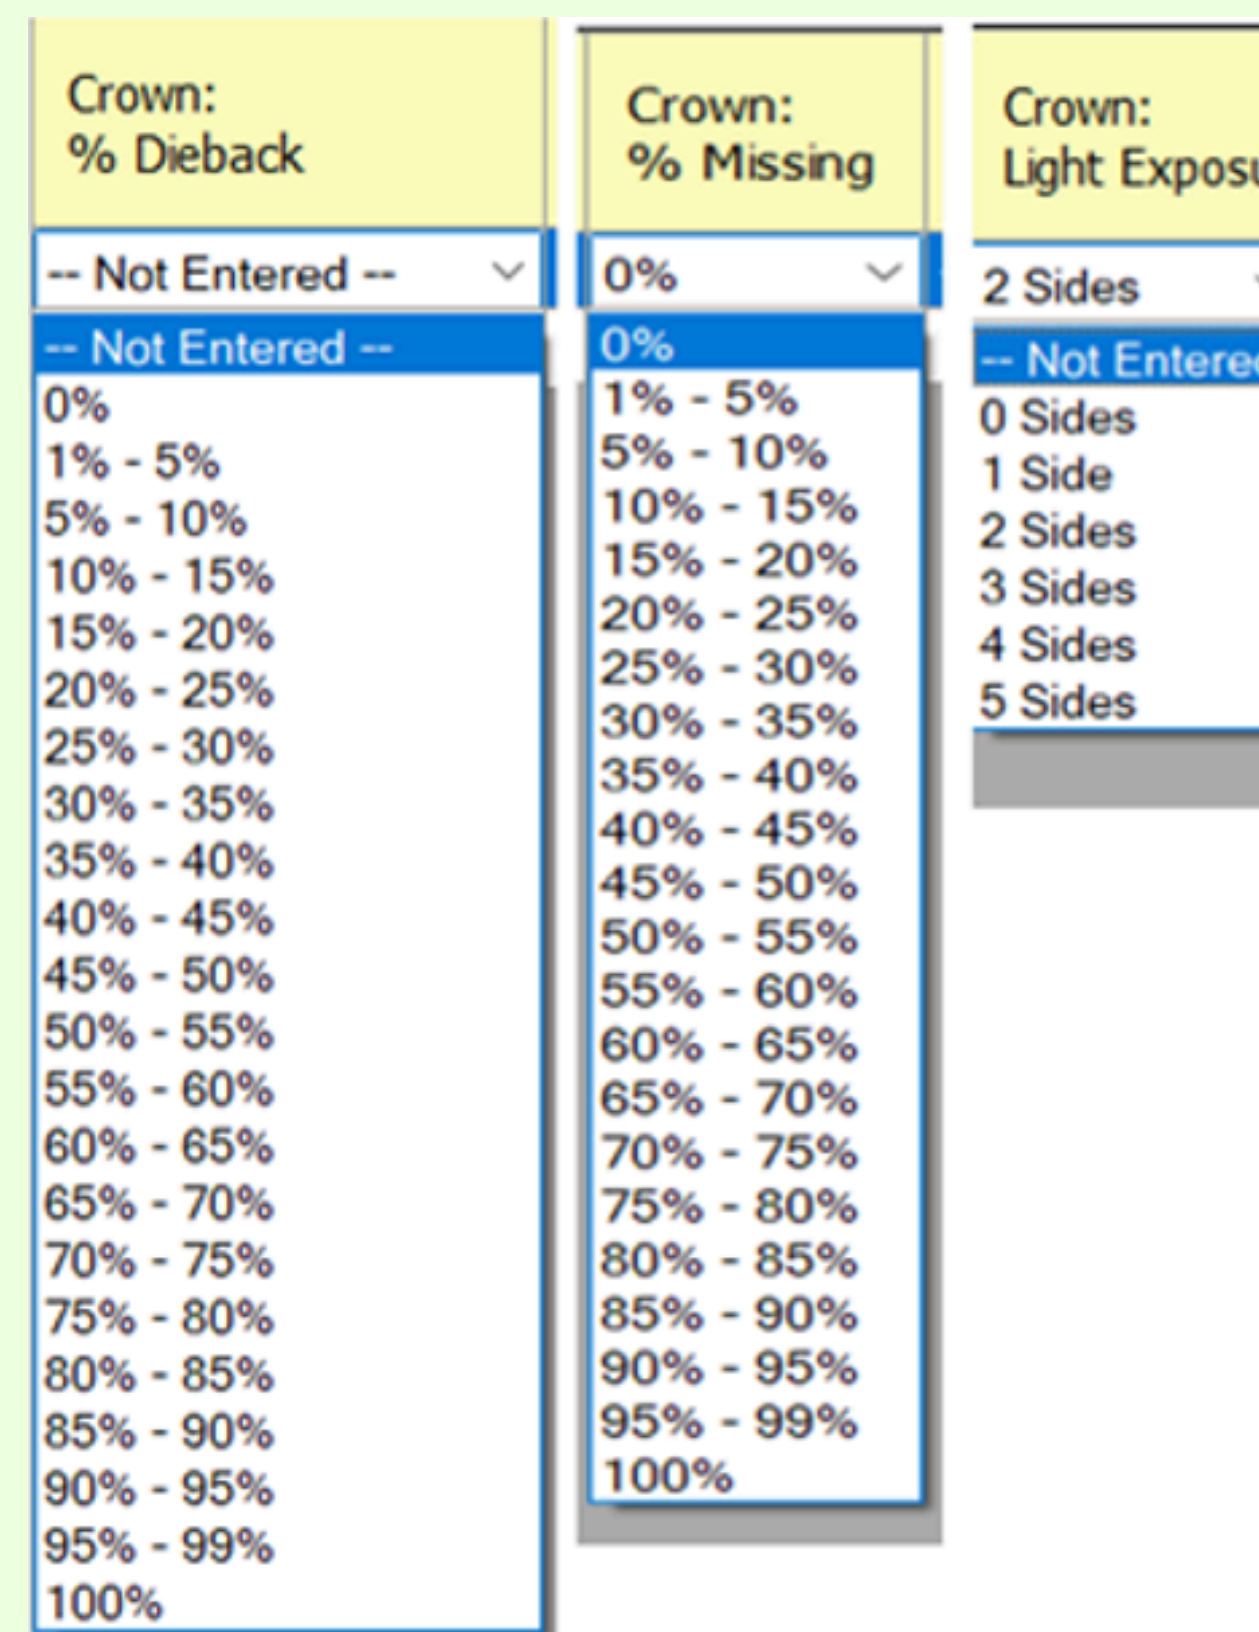 Crown:
% Dieback
-- Not Entered --
-- Not Entered --
0%
1% - 5%
5% - 10%
10% - 15%
15% - 20%
20% - 25%
25% - 30%
30% - 35%
35% - 40%
40% - 45%
45% - 50%
50% - 55%
55% - 60%
60% - 65%
65% - 70%
70% - 75%
75% - 80%
80% - 85%
85% - 90%
90% - 95%
95% - 99%
100%
Crown:
% Missing
0%
0%
1% - 5%
5% - 10%
10% - 15%
15% - 20%
20% - 25%
25% - 30%
30% - 35%
35% - 40%
40% - 45%
45% - 50%
50% - 55%
55% - 60%
60% - 65%
65% - 70%
70% - 75%
75% - 80%
80% - 85%
85% - 90%
90% - 95%
95% - 99%
100%
Crown:
Light
2 Sides
-- Not
0 Sides
1 Side
2 Sides
3 Sides
4 Sides
5 Sides